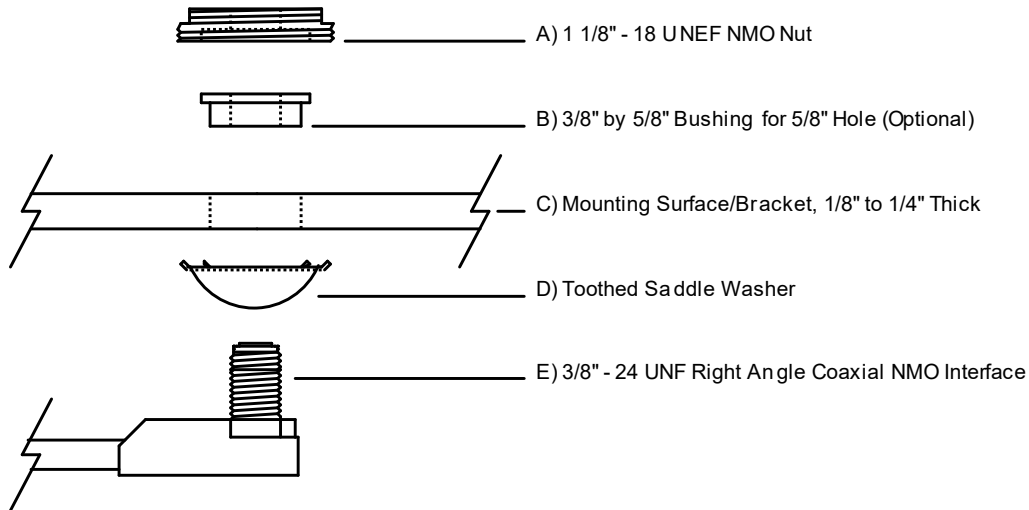 A) 1 1/8" - 18 UNEF NMO Nut
B) 3/8" by 5/8" Bushing for 5/8" Hole (Optional)
C) Mounting Surface/Bracket, 1/8" to 1/4" Thick
D) Toothed Saddle Washer
E) 3/8" - 24 UNF Right Angle Coaxial NMO Interface